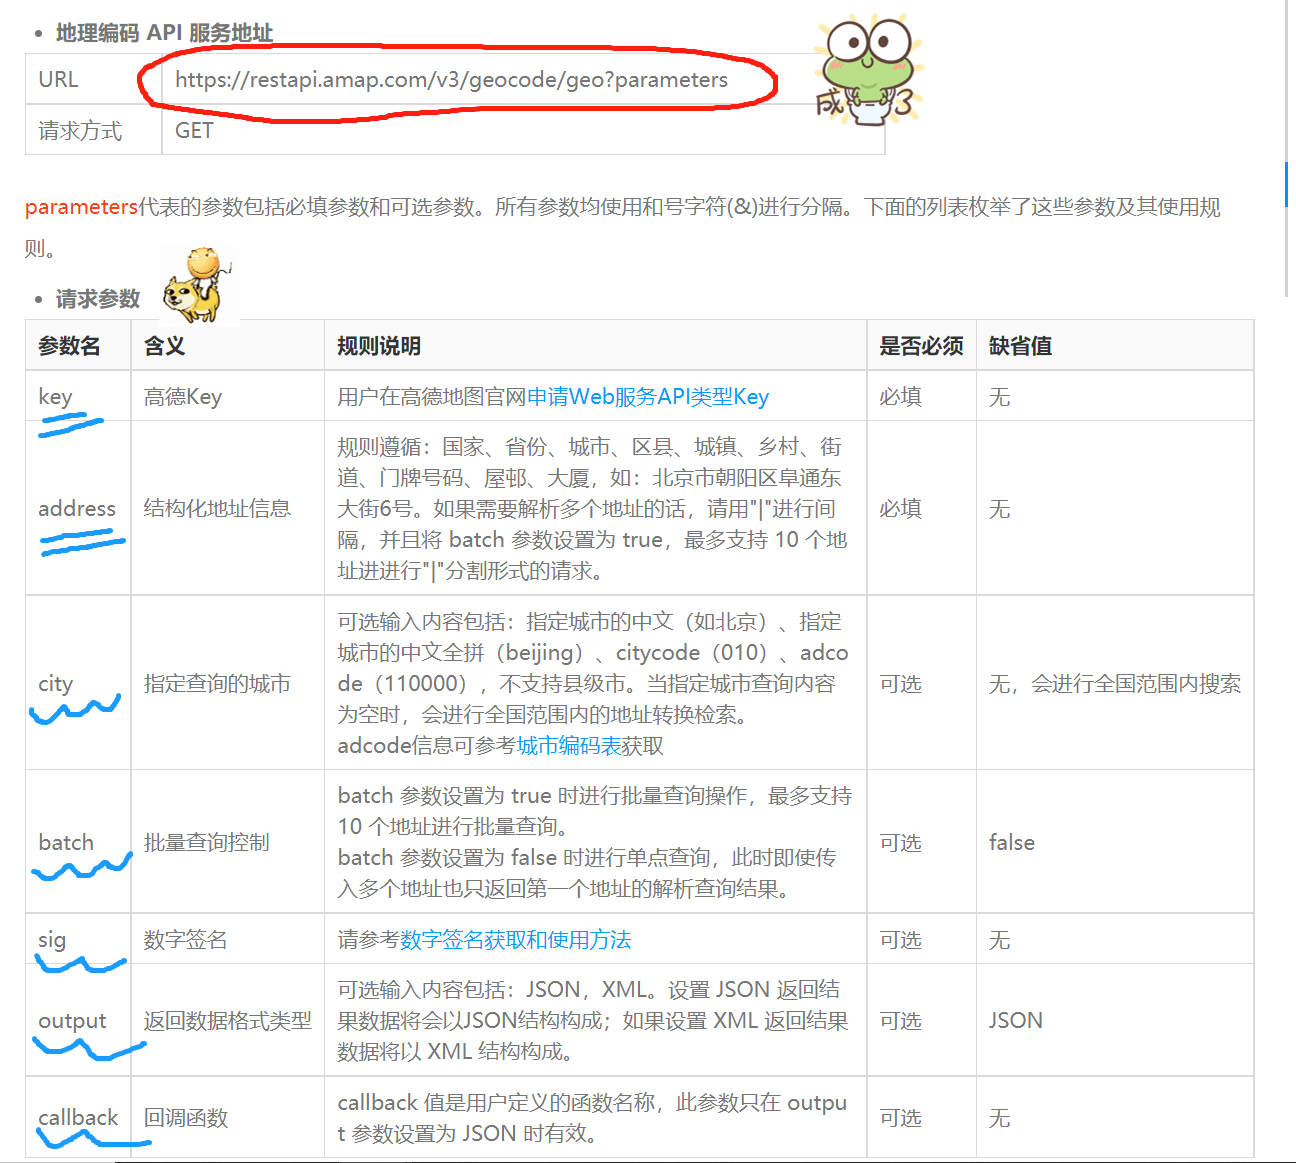 地理编码 API 服务地址
URL https://restapi.amap.com/v3/geocode/geo?parameters
请求方式 GET
成 3
parameters代表的参数包括必填参数和可选参数。所有参数均使用和号字符(&)进行分隔。下面的列表枚举了这些参数及其使用规
则。
请求参数
参数名 含义 规则说明 是否必须 缺省值
key 高德Key 用户在高德地图官网申请Web服务API类型Key 必填 无
规则遵循：国家、省份、城市、区县、城镇、乡村、街
道、门牌号码、屋邨、大厦，如：北京市朝阳区阜通东
address 结构化地址信息 大街6号。如果需要解析多个地址的话，请用"|"进行间 必填 无
隔，并且将 batch 参数设置为 true，最多支持 10 个地
址进进行"|"分割形式的请求。
可选输入内容包括：指定城市的中文（如北京）、指定
城市的中文全拼（beijing）、citycode（010）、adco
city 指定查询的城市 de（110000），不支持县级市。当指定城市查询内容 可选 无，会进行全国范围内搜索
为空时，会进行全国范围内的地址转换检索。
adcode信息可参考城市编码表获取
batch 参数设置为 true 时进行批量查询操作，最多支持
10 个地址进行批量查询。
batch 批量查询控制 batch 参数设置为 false 时进行单点查询，此时即使传 可选 false
入多个地址也只返回第一个地址的解析查询结果。
sig 数字签名 请参考数字签名获取和使用方法 可选 无
可选输入内容包括：JSON，XML。设置 JSON 返回结
output 返回数据格式类型 果数据将会以JSON结构构成；如果设置 XML 返回结果 可选 JSON
数据将以 XML 结构构成。
callback 回调函数 callback 值是用户定义的函数名称，此参数只在 outpu 可选 无
t 参数设置为 JSON 时有效。